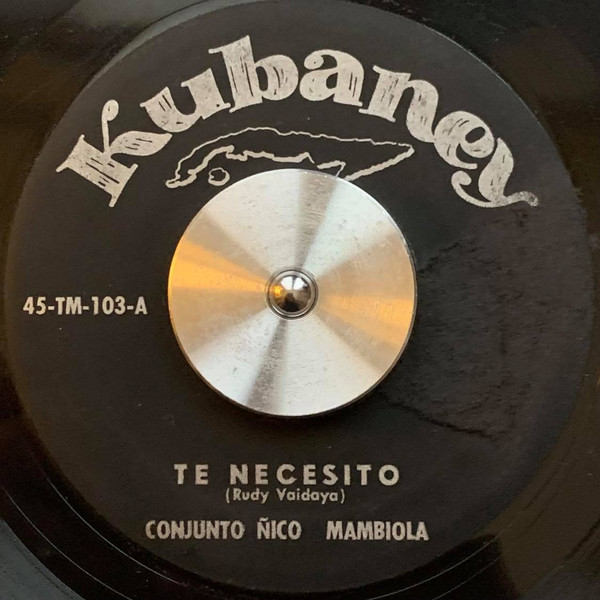 Kubaney
45-TM-103-A
TE NECESITO
(Rudy Vaidaya)
CONJUNTO ÑICO MAMBIOLA